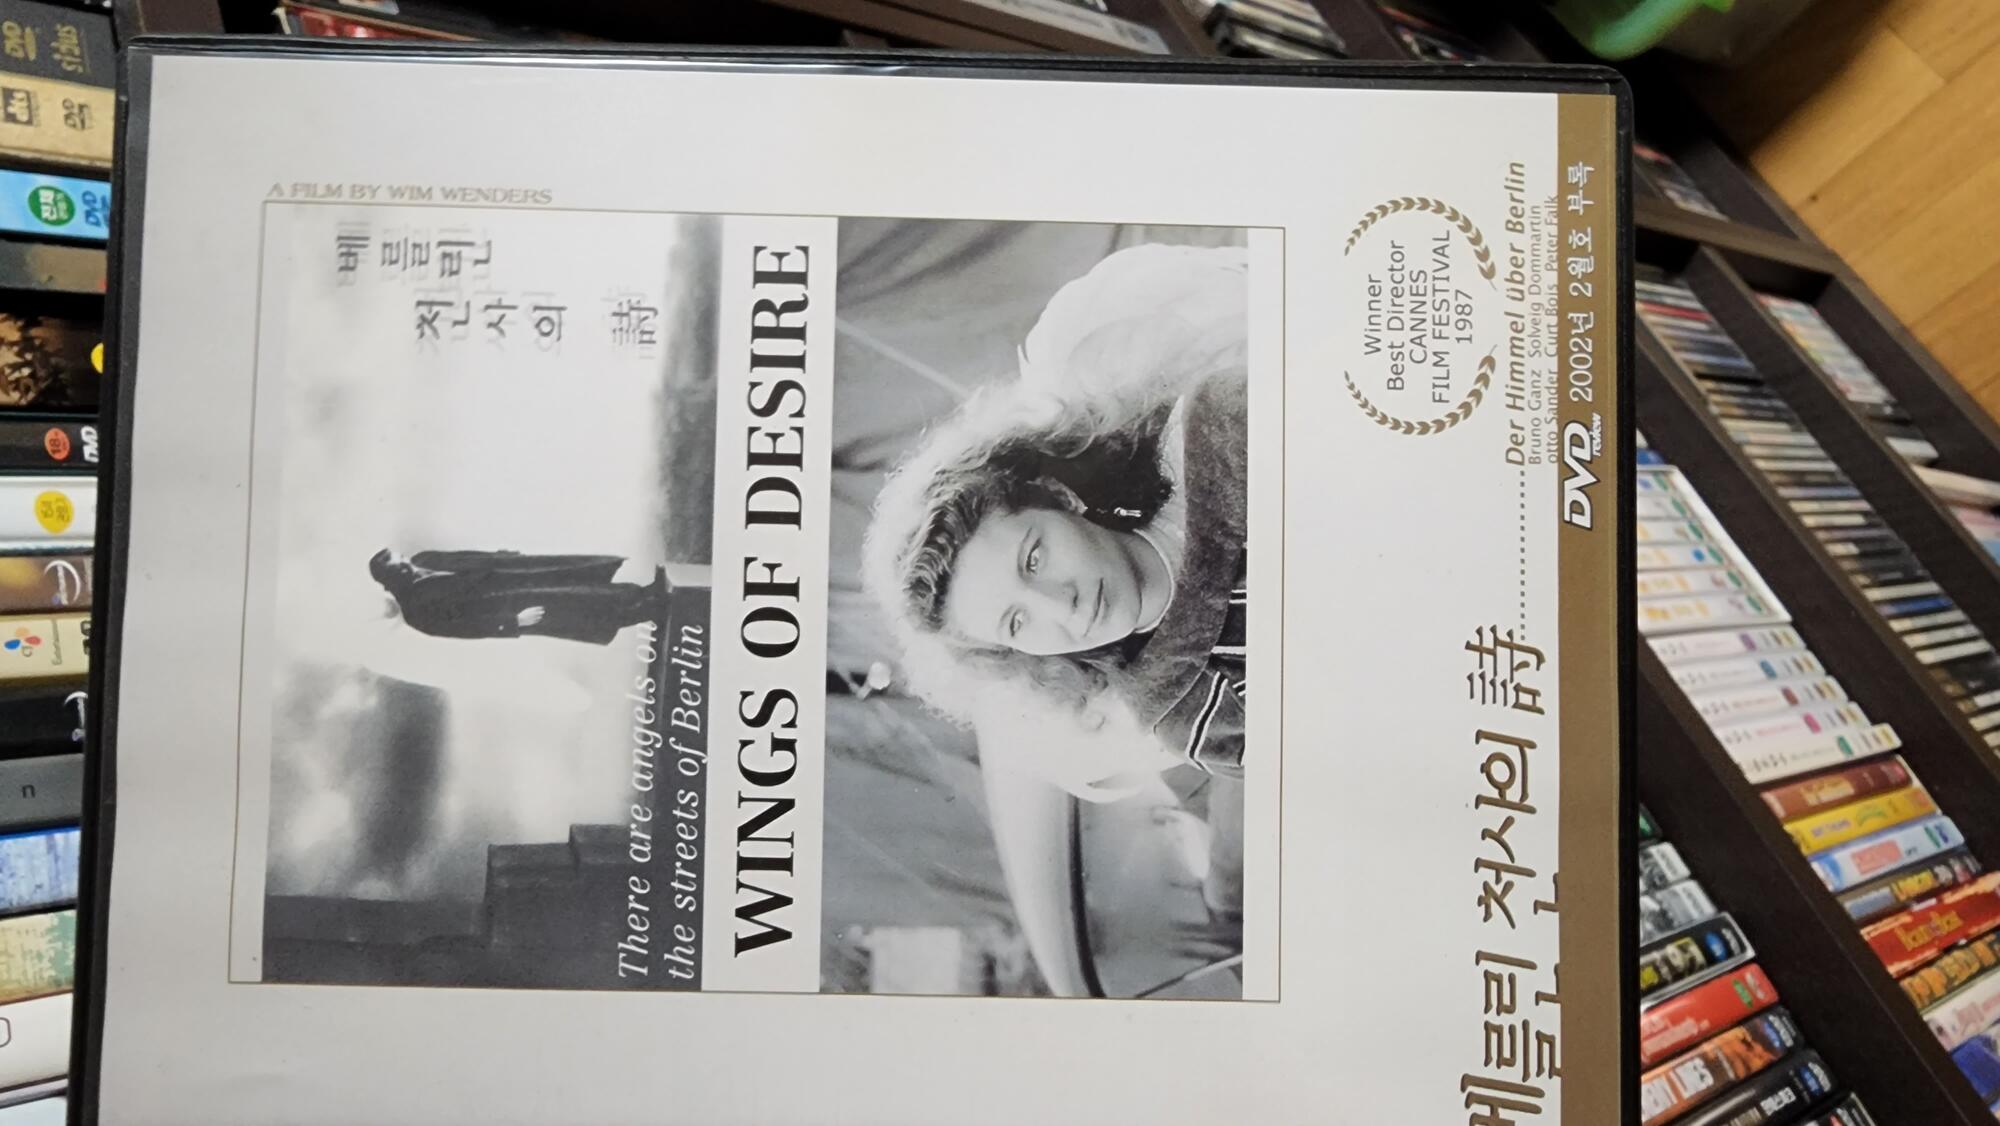 A FILM BY WIM WENDERS
베를린
천사의
詩
There are angels on
the streets of Berlin
WINGS OF DESIRE
Winner
Best Director
CANNES
FILM FESTIVAL
1987
베를린 천사의 詩..............Der Himmel über Berlin
Bruno Ganz Solveig Dommartin
Otto Sander Curt Bois Peter Falk
DVD review 2002년 2월호 부록